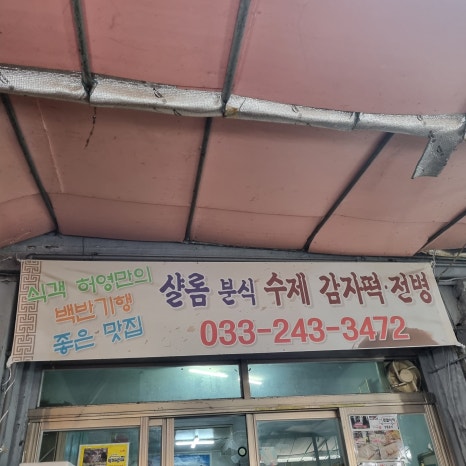 식객 허영만의
백반기행
좋은 맛집
샬롬 분식 수제 감자떡·전병
033-243-3472